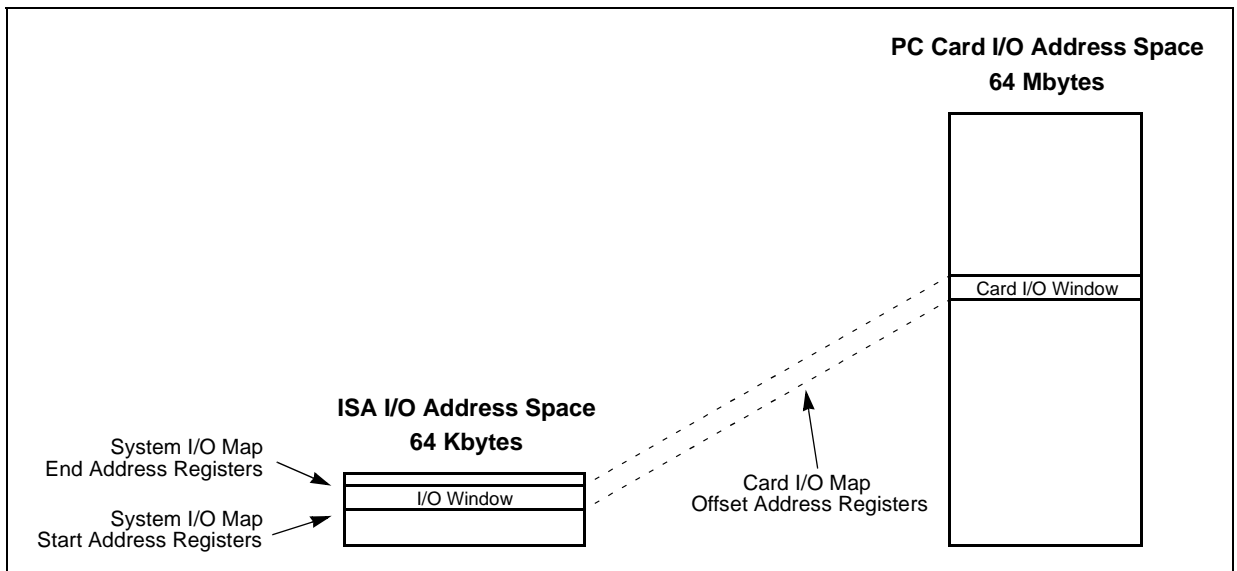 PC Card I/O Address Space
64 Mbytes
Card I/O Window
ISA I/O Address Space
64 Kbytes
System I/O Map
End Address Registers
I/O Window
System I/O Map
Start Address Registers
Card I/O Map
Offset Address Registers